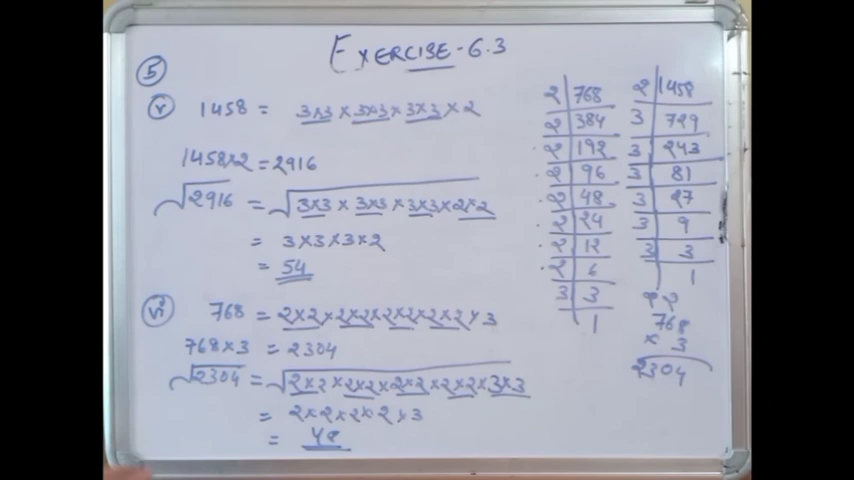 EXERCISE-6.3
5
v) 1458 = 3×3 × 3×3 × 3×3 × 2
1458×2 = 2916
√2916 = √3×3 × 3×3 × 3×3 × 2×2
= 3×3×3×2
= 54
vi) 768 = 2×2×2×2×2×2×2×2×3
768×3 = 2304
√2304 = √2×2×2×2×2×2×2×2×3×3
= 2×2×2×2×3
= 48
2 | 768
2 | 384
2 | 192
2 | 96
2 | 48
2 | 24
2 | 12
2 | 6
3 | 3
1
2 | 1458
3 | 729
3 | 243
3 | 81
3 | 27
3 | 9
3 | 3
1
2 2
768
× 3
2304